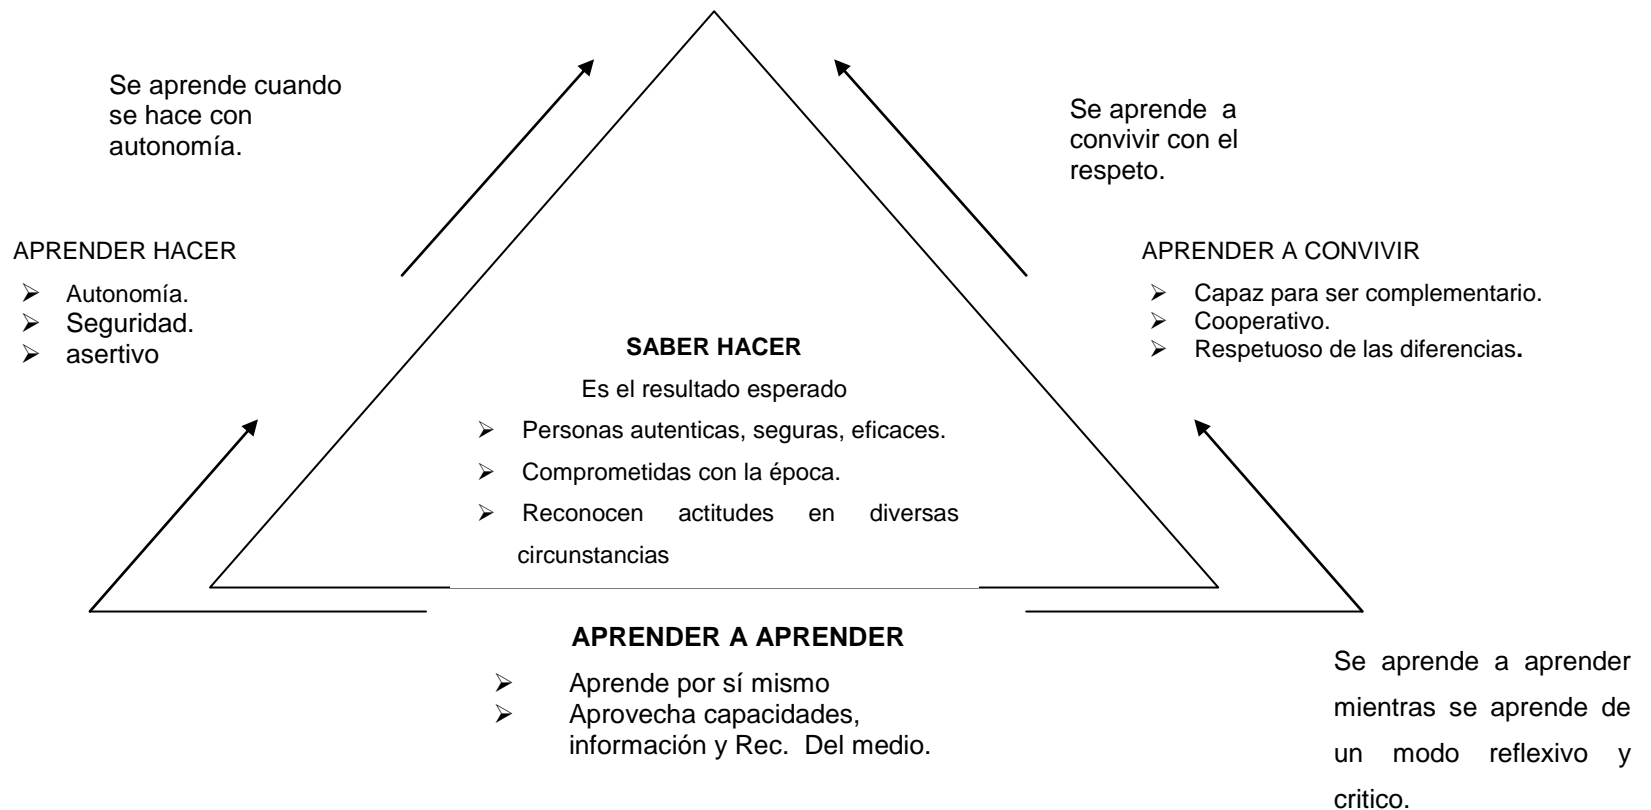 Se aprende cuando
se hace con
autonomía.
Se aprende  a
convivir con el
respeto.
APRENDER HACER
➢ Autonomía.
➢ Seguridad.
➢ asertivo
APRENDER A CONVIVIR
➢ Capaz para ser complementario.
➢ Cooperativo.
➢ Respetuoso de las diferencias.
SABER HACER
Es el resultado esperado
➢ Personas autenticas, seguras, eficaces.
➢ Comprometidas con la época.
➢ Reconocen actitudes en diversas
circunstancias
APRENDER A APRENDER
➢ Aprende por sí mismo
➢ Aprovecha capacidades,
información y Rec.  Del medio.
Se aprende a aprender
mientras se aprende de
un modo reflexivo y
critico.